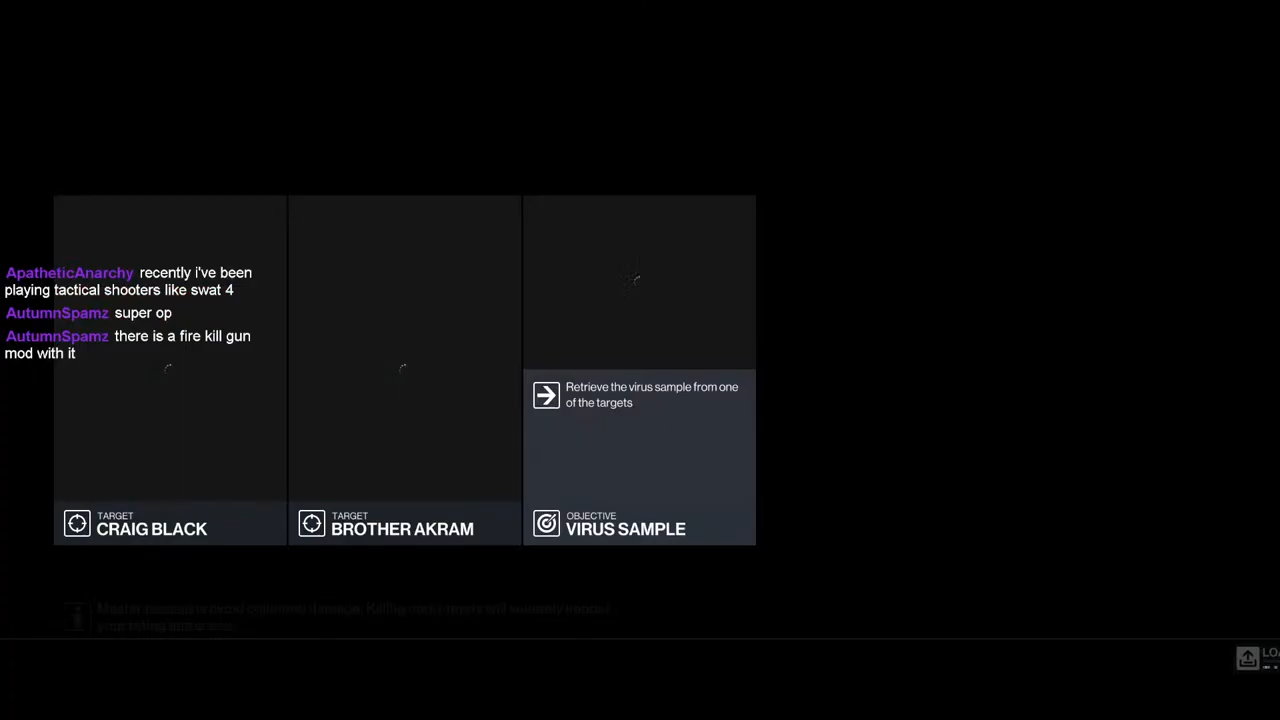 ApatheticAnarchy recently i've been
playing tactical shooters like swat 4
AutumnSpamz super op
AutumnSpamz there is a fire kill gun
mod with it
Retrieve the virus sample from one
of the targets
TARGET
CRAIG BLACK
TARGET
BROTHER AKRAM
OBJECTIVE
VIRUS SAMPLE